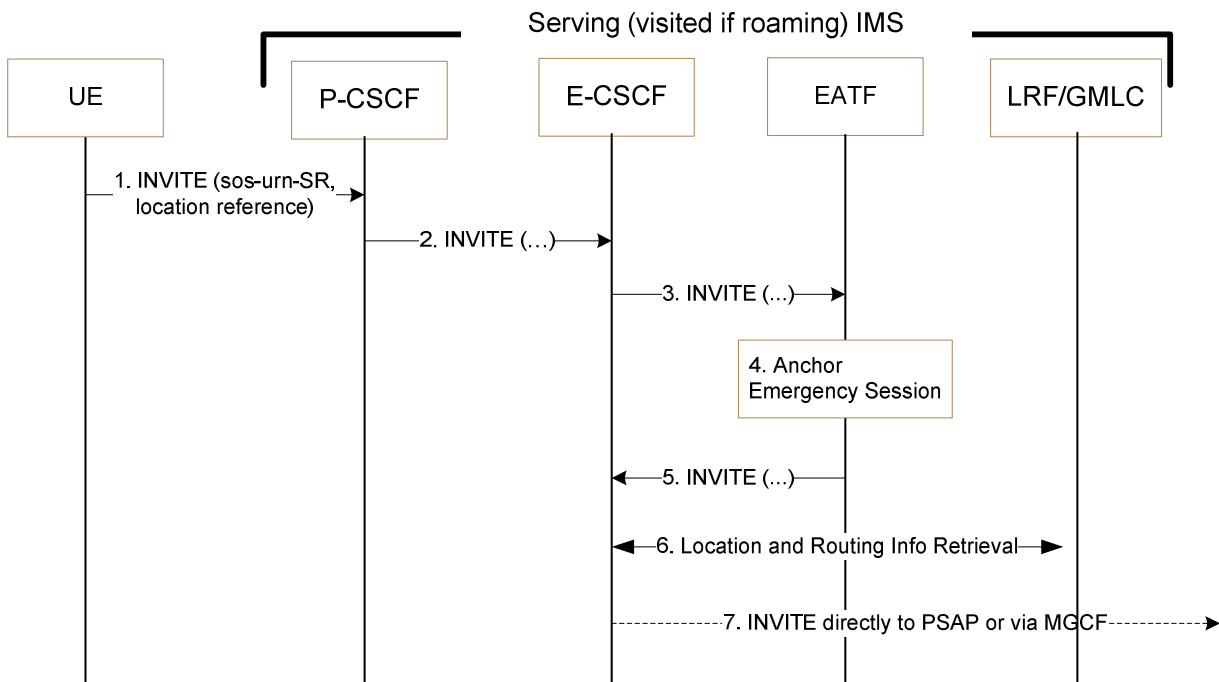 Serving (visited if roaming) IMS
UE
P-CSCF
E-CSCF
EATF
LRF/GMLC
1. INVITE (sos-urn-SR,
location reference)
2. INVITE (…)
3. INVITE (...)
4. Anchor
Emergency Session
5. INVITE (...)
6. Location and Routing Info Retrieval
7. INVITE directly to PSAP or via MGCF